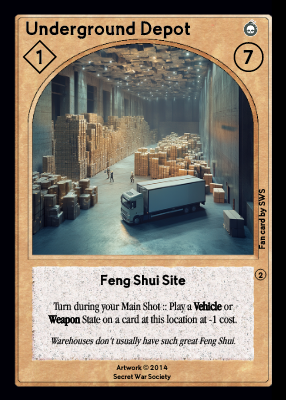 Underground Depot
1
7
Fan card by SWS
2
Feng Shui Site
Turn during your Main Shot :: Play a Vehicle or
Weapon State on a card at this location at -1 cost.
Warehouses don't usually have such great Feng Shui.
Artwork © 2014
Secret War Society